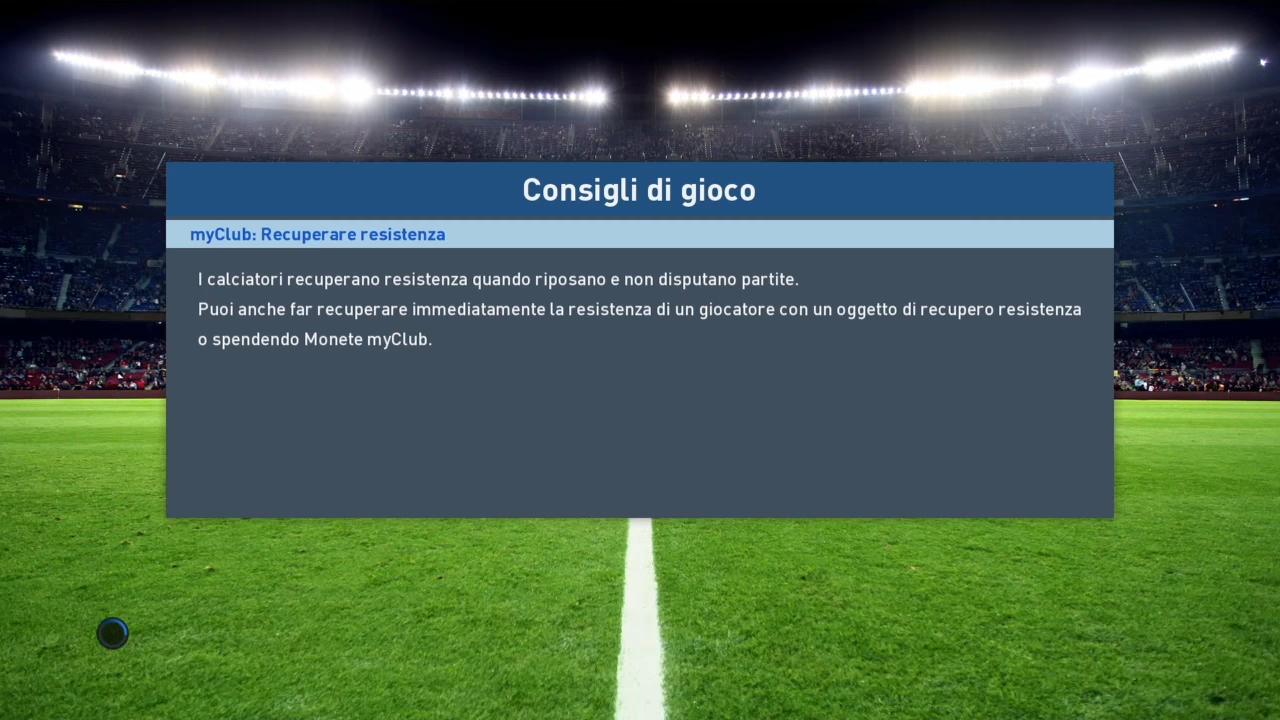 Consigli di gioco
myClub: Recuperare resistenza
I calciatori recuperano resistenza quando riposano e non disputano partite.
Puoi anche far recuperare immediatamente la resistenza di un giocatore con un oggetto di recupero resistenza
o spendendo Monete myClub.